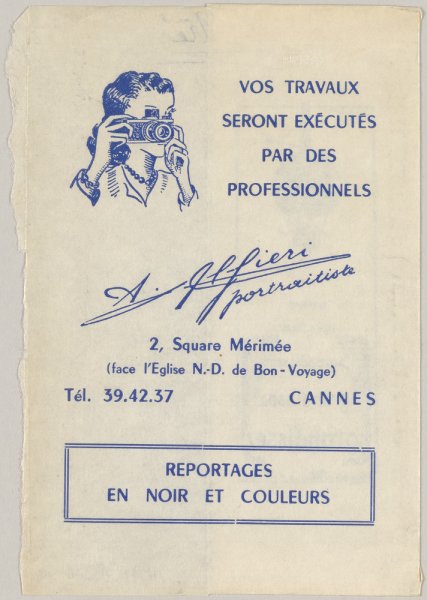 VOS TRAVAUX
SERONT EXÉCUTÉS
PAR DES
PROFESSIONNELS
A. Alfieri
portraitiste
2, Square Mérimée
(face l'Eglise N.-D. de Bon-Voyage)
Tél. 39.42.37 CANNES
REPORTAGES
EN NOIR ET COULEURS